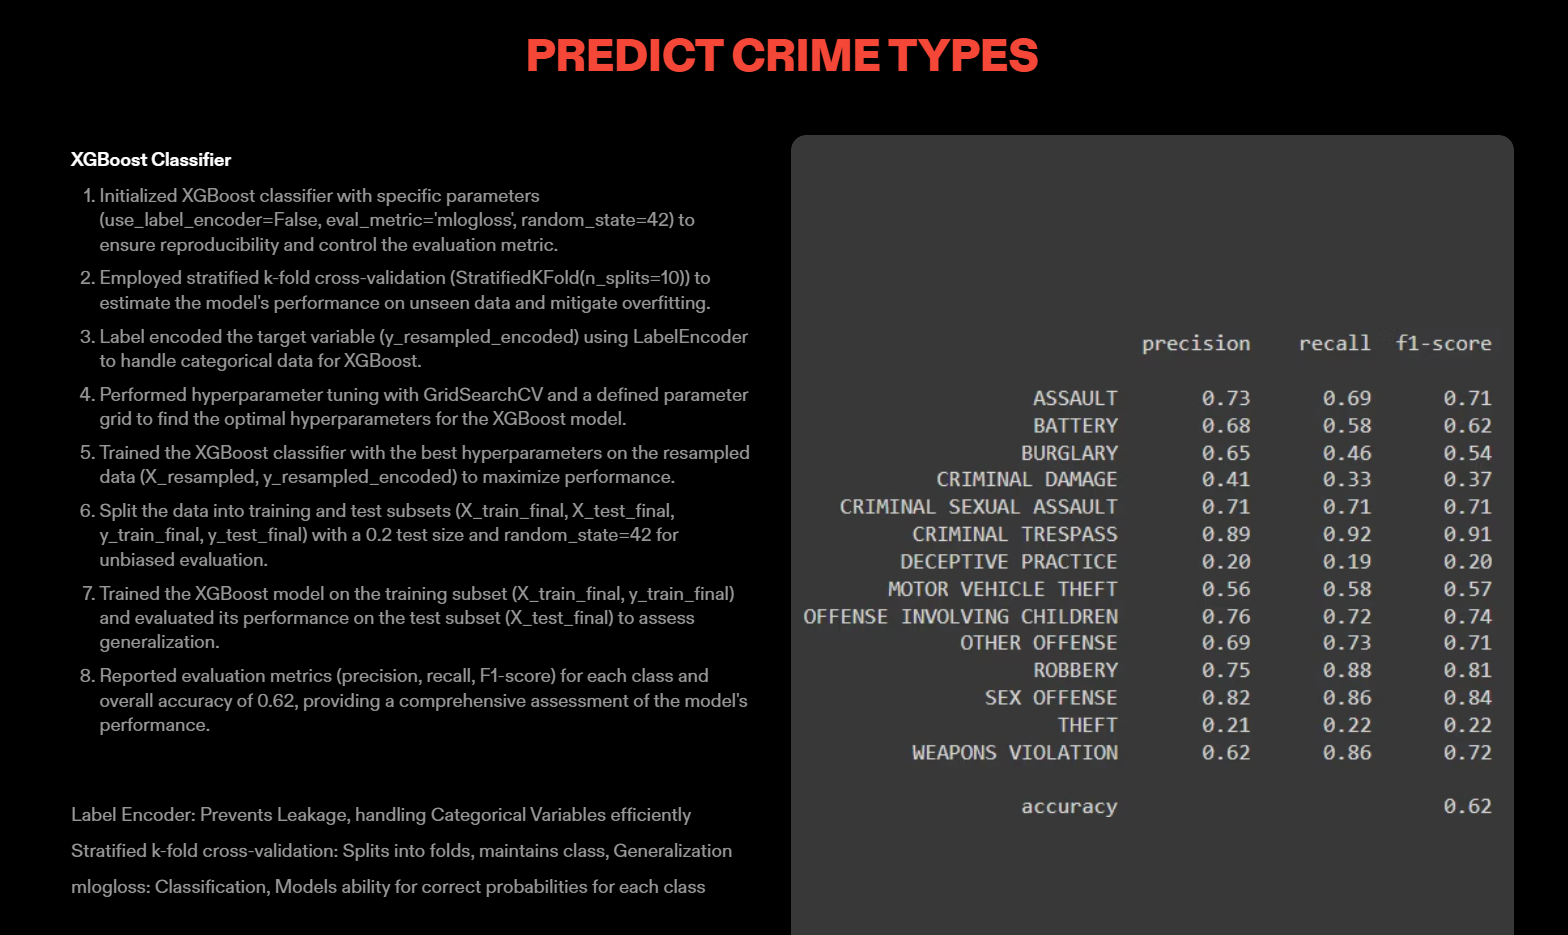 PREDICT CRIME TYPES
XGBoost Classifier
1. Initialized XGBoost classifier with specific parameters
(use_label_encoder=False, eval_metric='mlogloss', random_state=42) to
ensure reproducibility and control the evaluation metric.
2. Employed stratified k-fold cross-validation (StratifiedKFold(n_splits=10)) to
estimate the model's performance on unseen data and mitigate overfitting.
3. Label encoded the target variable (y_resampled_encoded) using LabelEncoder
to handle categorical data for XGBoost.
4. Performed hyperparameter tuning with GridSearchCV and a defined parameter
grid to find the optimal hyperparameters for the XGBoost model.
5. Trained the XGBoost classifier with the best hyperparameters on the resampled
data (X_resampled, y_resampled_encoded) to maximize performance.
6. Split the data into training and test subsets (X_train_final, X_test_final,
y_train_final, y_test_final) with a 0.2 test size and random_state=42 for
unbiased evaluation.
7. Trained the XGBoost model on the training subset (X_train_final, y_train_final)
and evaluated its performance on the test subset (X_test_final) to assess
generalization.
8. Reported evaluation metrics (precision, recall, F1-score) for each class and
overall accuracy of 0.62, providing a comprehensive assessment of the model's
performance.
Label Encoder: Prevents Leakage, handling Categorical Variables efficiently
Stratified k-fold cross-validation: Splits into folds, maintains class, Generalization
mlogloss: Classification, Models ability for correct probabilities for each class
precision recall f1-score
ASSAULT 0.73 0.69 0.71
BATTERY 0.68 0.58 0.62
BURGLARY 0.65 0.46 0.54
CRIMINAL DAMAGE 0.41 0.33 0.37
CRIMINAL SEXUAL ASSAULT 0.71 0.71 0.71
CRIMINAL TRESPASS 0.89 0.92 0.91
DECEPTIVE PRACTICE 0.20 0.19 0.20
MOTOR VEHICLE THEFT 0.56 0.58 0.57
OFFENSE INVOLVING CHILDREN 0.76 0.72 0.74
OTHER OFFENSE 0.69 0.73 0.71
ROBBERY 0.75 0.88 0.81
SEX OFFENSE 0.82 0.86 0.84
THEFT 0.21 0.22 0.22
WEAPONS VIOLATION 0.62 0.86 0.72
accuracy 0.62